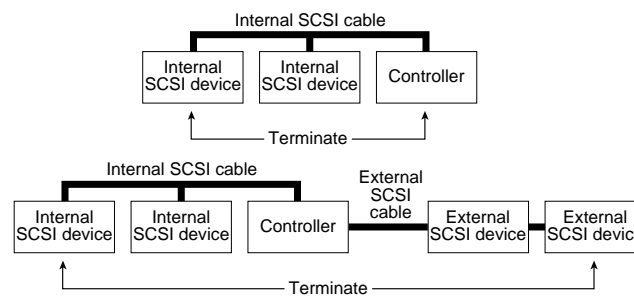 Internal SCSI cable
Internal
SCSI device
Internal
SCSI device
Controller
Terminate
Internal SCSI cable
External
SCSI
cable
Internal
SCSI device
Internal
SCSI device
Controller
External
SCSI device
External
SCSI device
Terminate